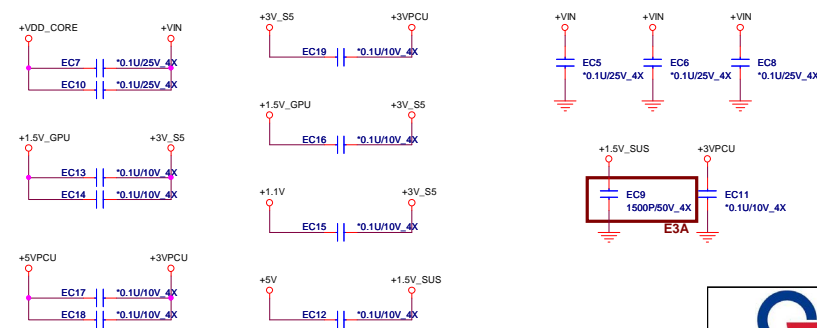 +VDD_CORE
+VIN
EC7
*0.1U/25V_4X
EC10
*0.1U/25V_4X
+1.5V_GPU
+3V_S5
EC13
*0.1U/10V_4X
EC14
*0.1U/10V_4X
+5VPCU
+3VPCU
EC17
*0.1U/10V_4X
EC18
*0.1U/10V_4X
+3V_S5
+3VPCU
EC19
*0.1U/10V_4X
+1.5V_GPU
+3V_S5
EC16
*0.1U/10V_4X
+1.1V
+3V_S5
EC15
*0.1U/10V_4X
+5V
+1.5V_SUS
EC12
*0.1U/10V_4X
+VIN
+VIN
+VIN
EC5
*0.1U/25V_4X
EC6
*0.1U/25V_4X
EC8
*0.1U/25V_4X
+1.5V_SUS
+3VPCU
EC9
1500P/50V_4X
EC11
*0.1U/10V_4X
E3A